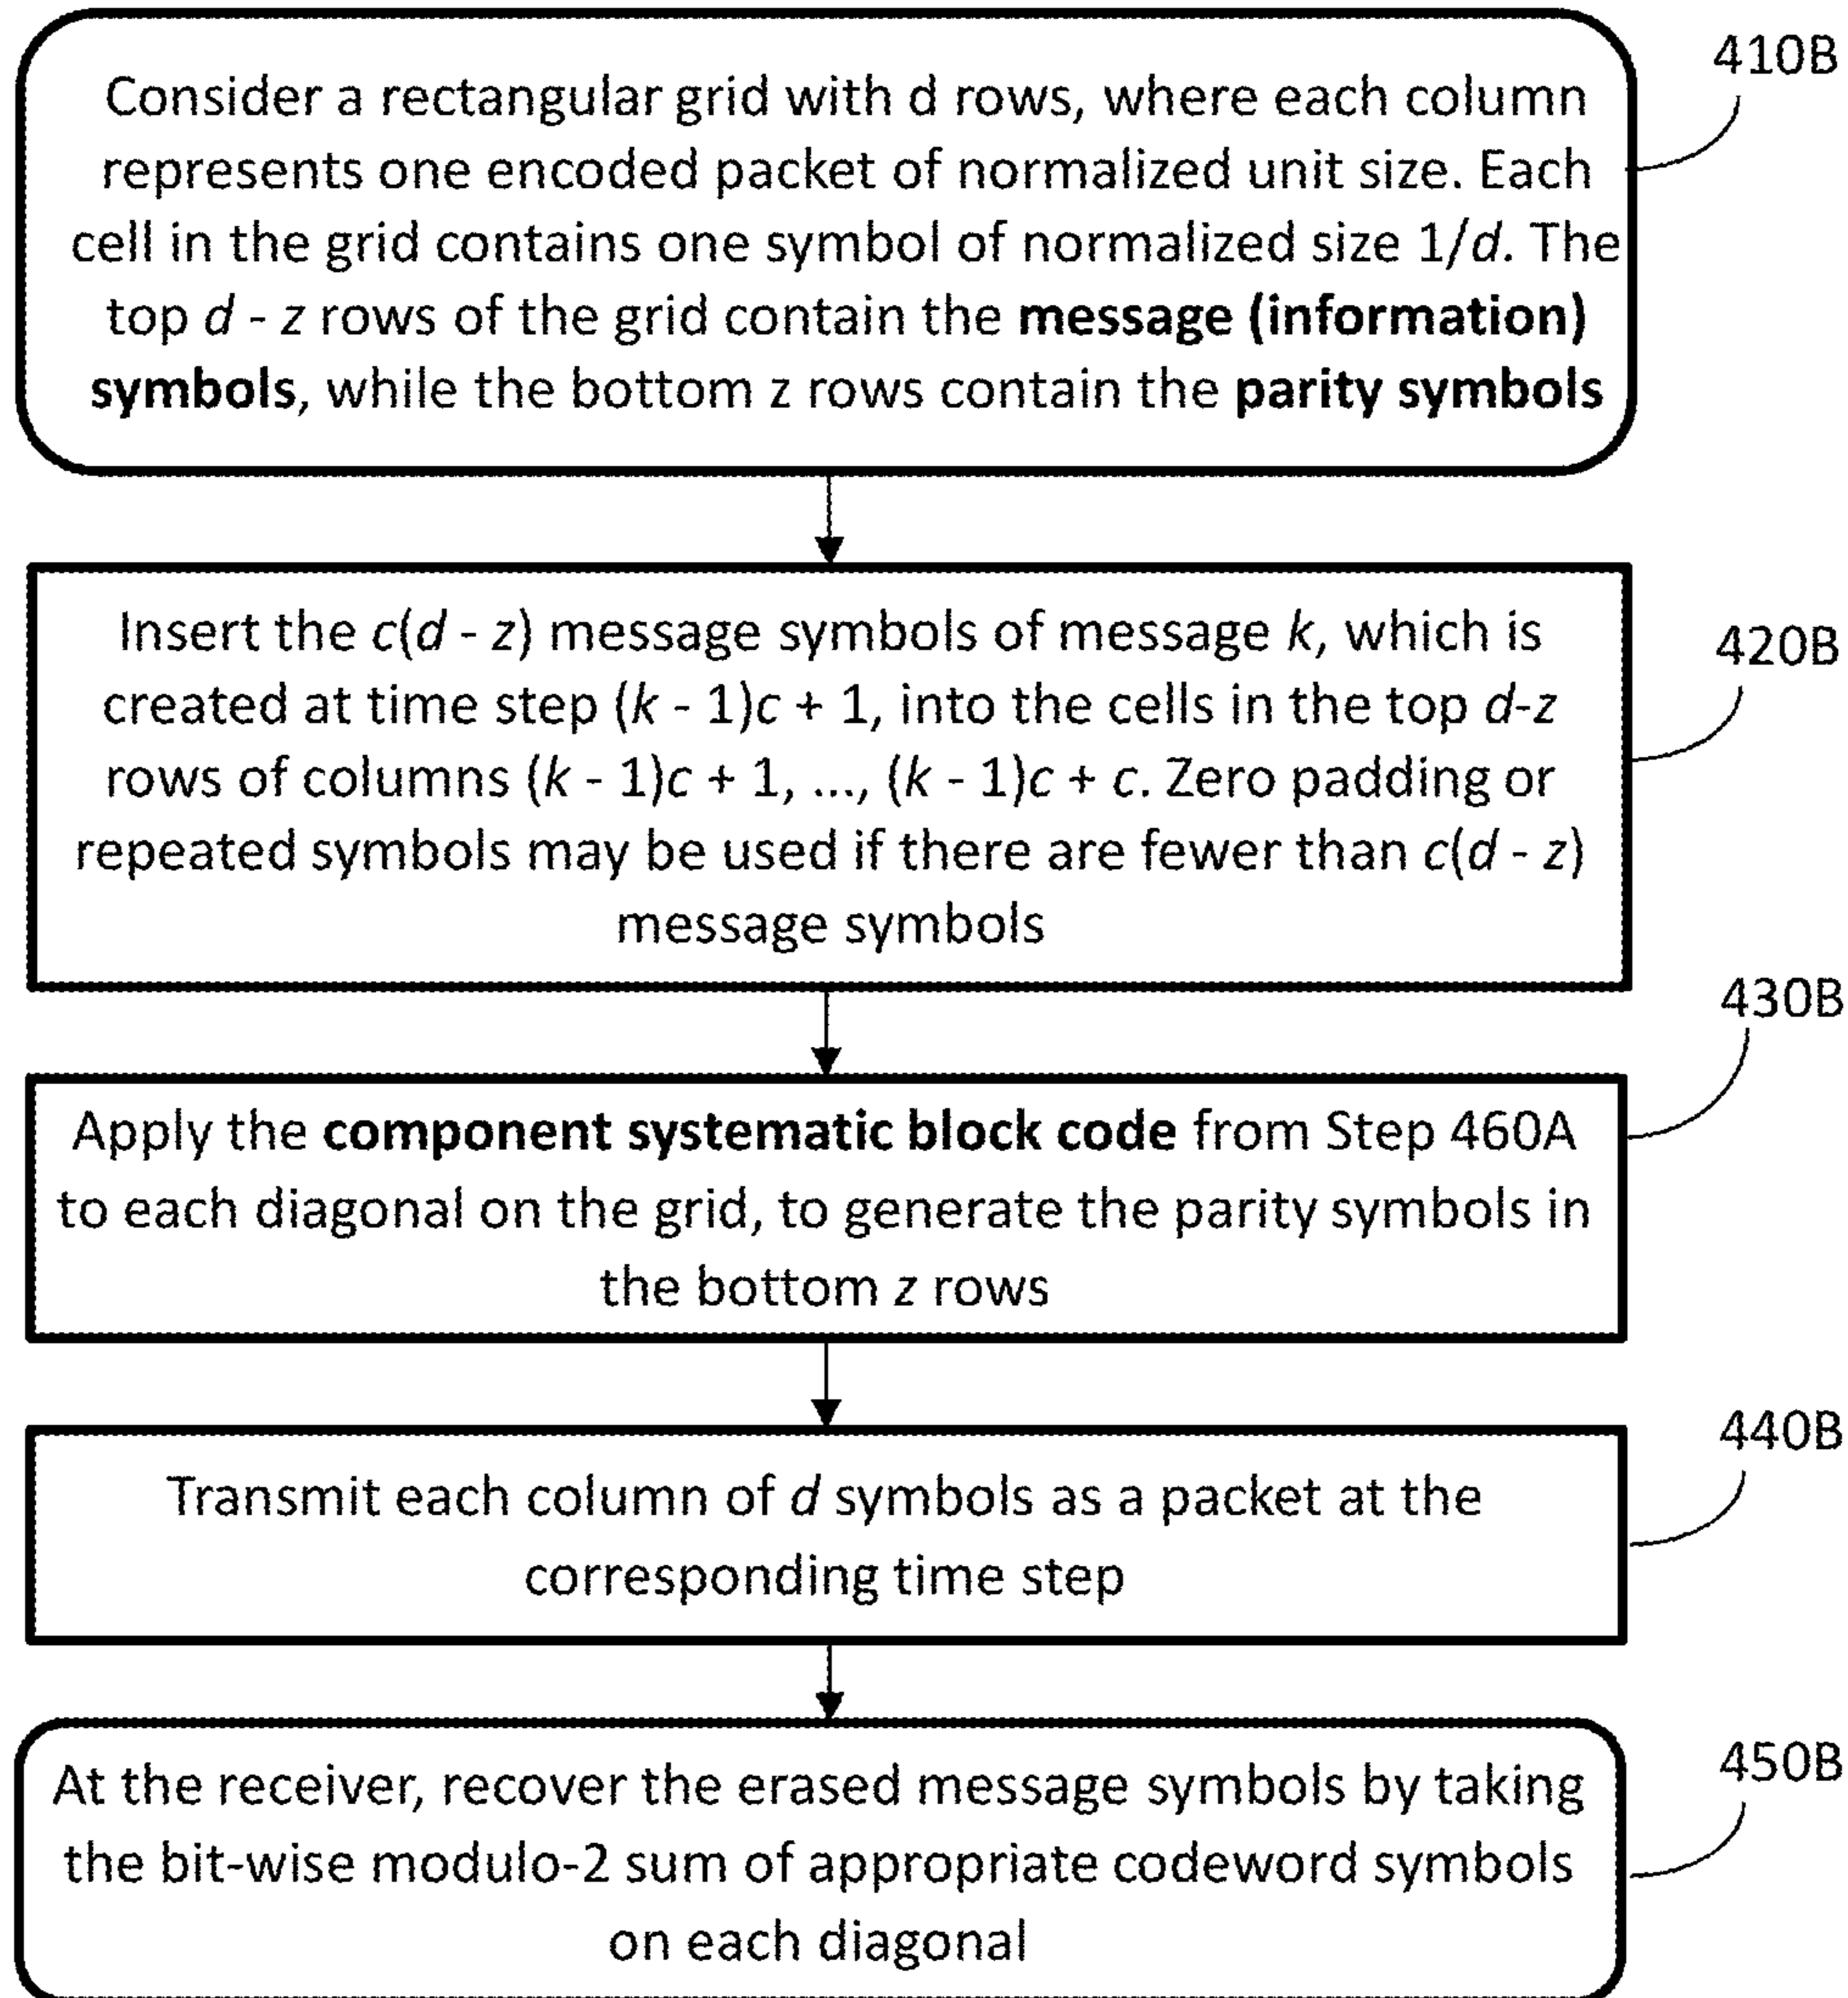 410B
Consider a rectangular grid with d rows, where each column
represents one encoded packet of normalized unit size. Each
cell in the grid contains one symbol of normalized size 1/d. The
top d - z rows of the grid contain the message (information)
symbols, while the bottom z rows contain the parity symbols
420B
Insert the c(d - z) message symbols of message k, which is
created at time step (k - 1)c + 1, into the cells in the top d-z
rows of columns (k - 1)c + 1, ..., (k - 1)c + c. Zero padding or
repeated symbols may be used if there are fewer than c(d - z)
message symbols
430B
Apply the component systematic block code from Step 460A
to each diagonal on the grid, to generate the parity symbols in
the bottom z rows
440B
Transmit each column of d symbols as a packet at the
corresponding time step
450B
At the receiver, recover the erased message symbols by taking
the bit-wise modulo-2 sum of appropriate codeword symbols
on each diagonal